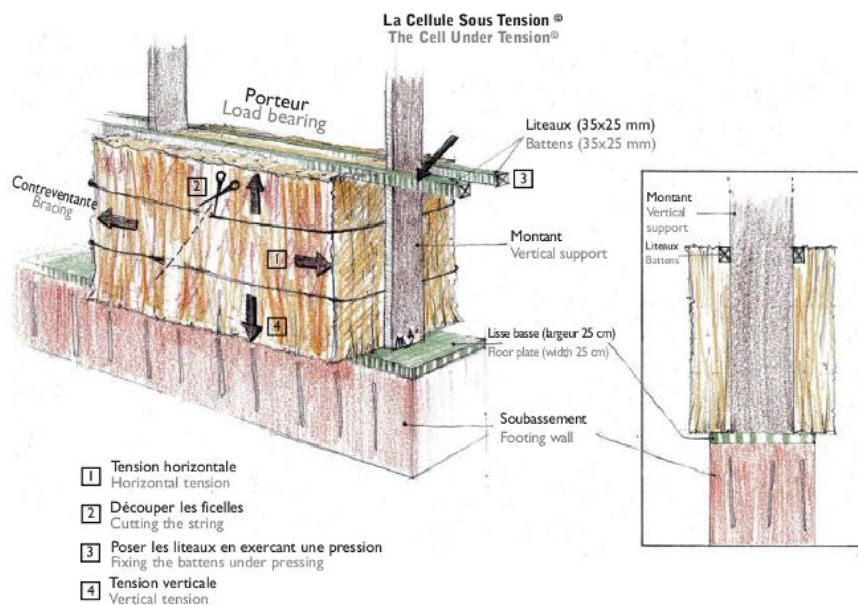 La Cellule Sous Tension ©
The Cell Under Tension©
Porteur
Load bearing
Liteaux (35x25 mm)
Battens (35x25 mm)
3
2
Contreventante
Bracing
1
Montant
Vertical support
4
Lisse basse (largeur 25 cm)
Floor plate (width 25 cm)
Soubassement
Footing wall
Montant
Vertical
support
Liteaux
Battens
1 Tension horizontale
Horizontal tension
2 Découper les ficelles
Cutting the string
3 Poser les liteaux en exercant une pression
Fixing the battens under pressing
4 Tension verticale
Vertical tension